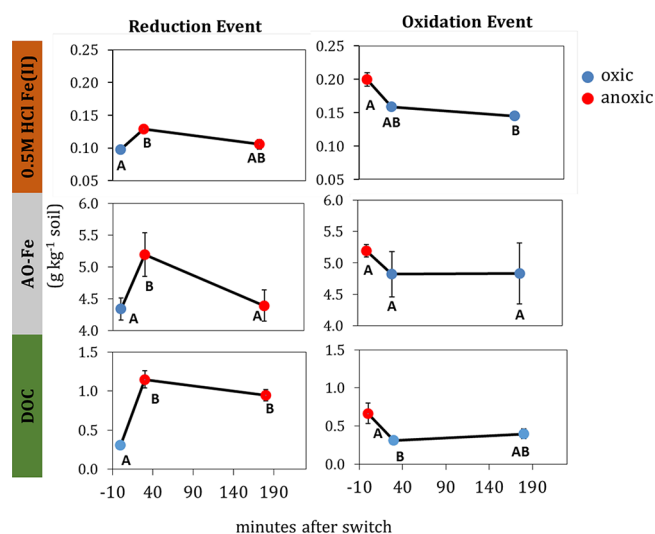 Reduction Event
Oxidation Event
0.5M HCl Fe(II)
AO-Fe
DOC
(g kg-1 soil)
0.25
0.20
0.15
0.10
0.05
A
B
AB
0.25
0.20
0.15
0.10
0.05
A
AB
B
oxic
anoxic
6.0
5.5
5.0
4.5
4.0
A
B
A
6.0
5.5
5.0
4.5
4.0
A
A
A
1.5
1.0
0.5
0.0
A
B
B
-10 40 90 140 190
1.5
1.0
0.5
0.0
A
B
AB
-10 40 90 140 190
minutes after switch